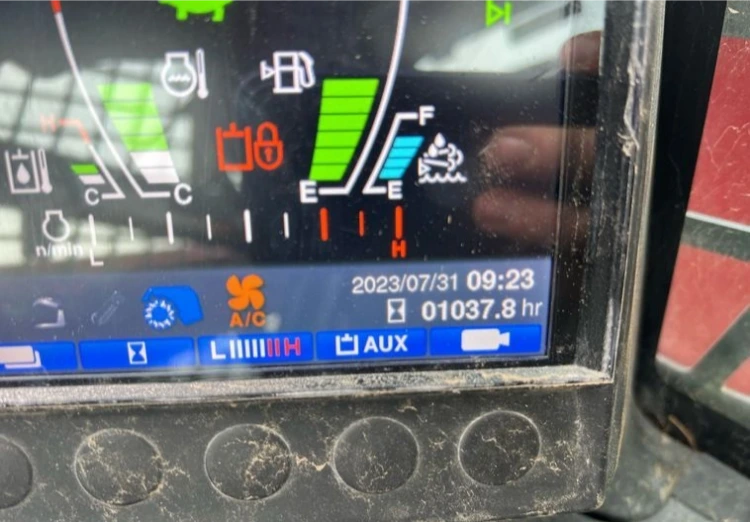 H
F
C
C
E
E
n/min
L
H
A/C
2023/07/31 09:23
01037.8 hr
L H
AUX